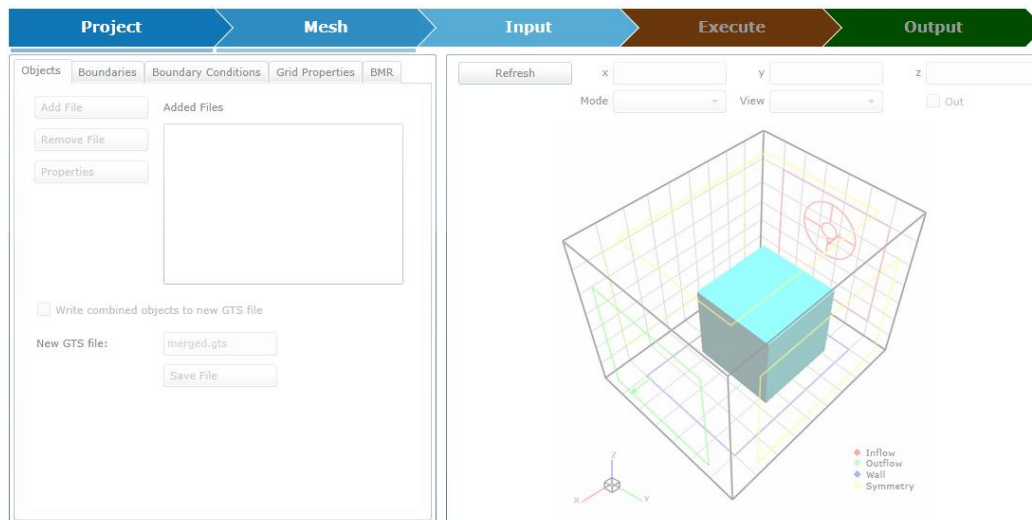 Project Mesh Input Execute Output
Objects Boundaries Boundary Conditions Grid Properties BMR
Add File Added Files
Remove File
Properties
Write combined objects to new GTS file
New GTS file: merged.gts
Save File
Refresh x y z
Mode View Out
Z
X Y
Inflow
Outflow
Wall
Symmetry